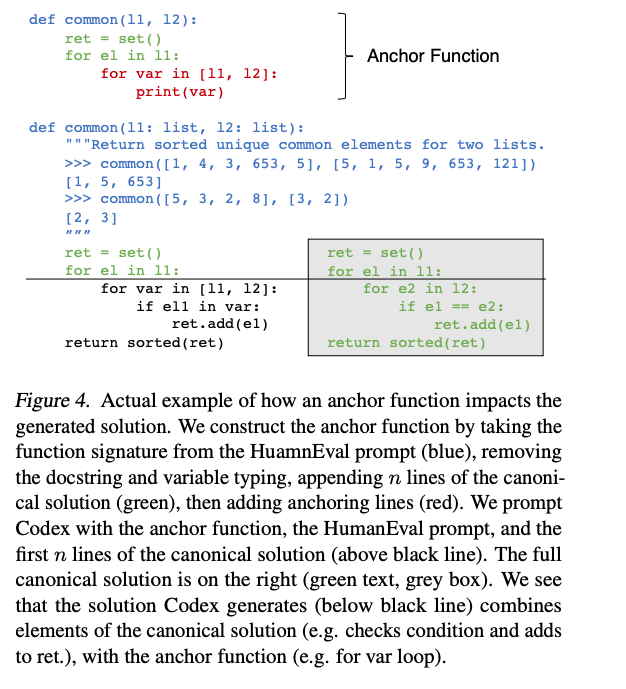 def common(l1, l2):
    ret = set()
    for el in l1:
        for var in [l1, l2]:
            print(var)
Anchor Function
def common(l1: list, l2: list):
    """Return sorted unique common elements for two lists.
    >>> common([1, 4, 3, 653, 5], [5, 1, 5, 9, 653, 121])
    [1, 5, 653]
    >>> common([5, 3, 2, 8], [3, 2])
    [2, 3]
    """
    ret = set()
    for el in l1:
        for var in [l1, l2]:
            if el1 in var:
                ret.add(el)
    return sorted(ret)
ret = set()
for el in l1:
    for e2 in l2:
        if el == e2:
            ret.add(el)
return sorted(ret)
Figure 4. Actual example of how an anchor function impacts the
generated solution. We construct the anchor function by taking the
function signature from the HuamnEval prompt (blue), removing
the docstring and variable typing, appending n lines of the canoni-
cal solution (green), then adding anchoring lines (red). We prompt
Codex with the anchor function, the HumanEval prompt, and the
first n lines of the canonical solution (above black line). The full
canonical solution is on the right (green text, grey box). We see
that the solution Codex generates (below black line) combines
elements of the canonical solution (e.g. checks condition and adds
to ret.), with the anchor function (e.g. for var loop).